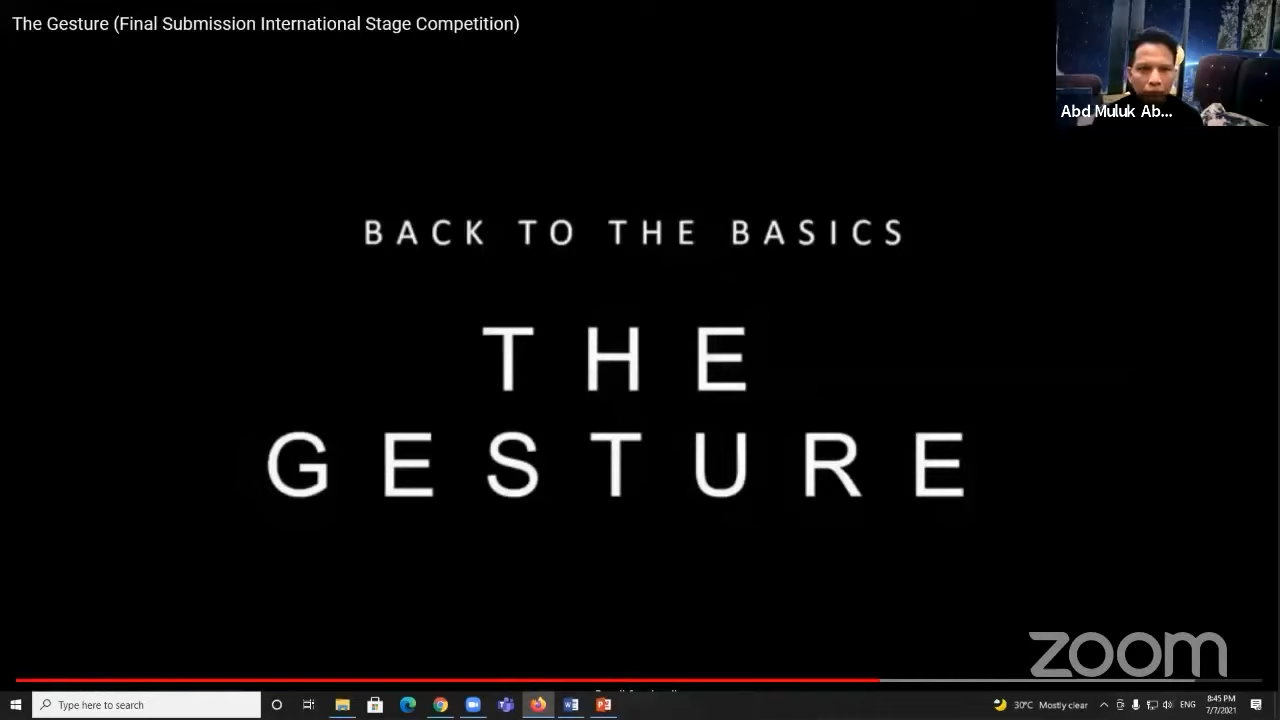 The Gesture (Final Submission International Stage Competition)
Abd Muluk Ab...
BACK TO THE BASICS
THE
GESTURE
zoom
Type here to search
30°C Mostly clear
ENG
8:45 PM
7/7/2021